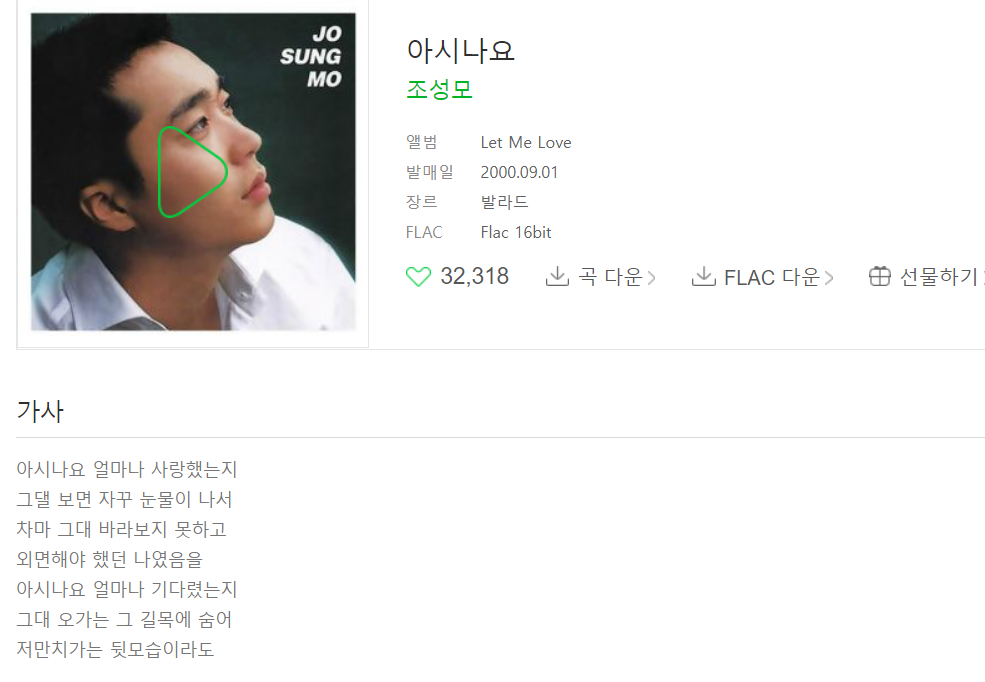 JO
SUNG
MO
아시나요
조성모
앨범 Let Me Love
발매일 2000.09.01
장르 발라드
FLAC Flac 16bit
32,318 곡 다운 FLAC 다운 선물하기
가사
아시나요 얼마나 사랑했는지
그댈 보면 자꾸 눈물이 나서
차마 그대 바라보지 못하고
외면해야 했던 나였음을
아시나요 얼마나 기다렸는지
그대 오가는 그 길목에 숨어
저만치가는 뒷모습이라도